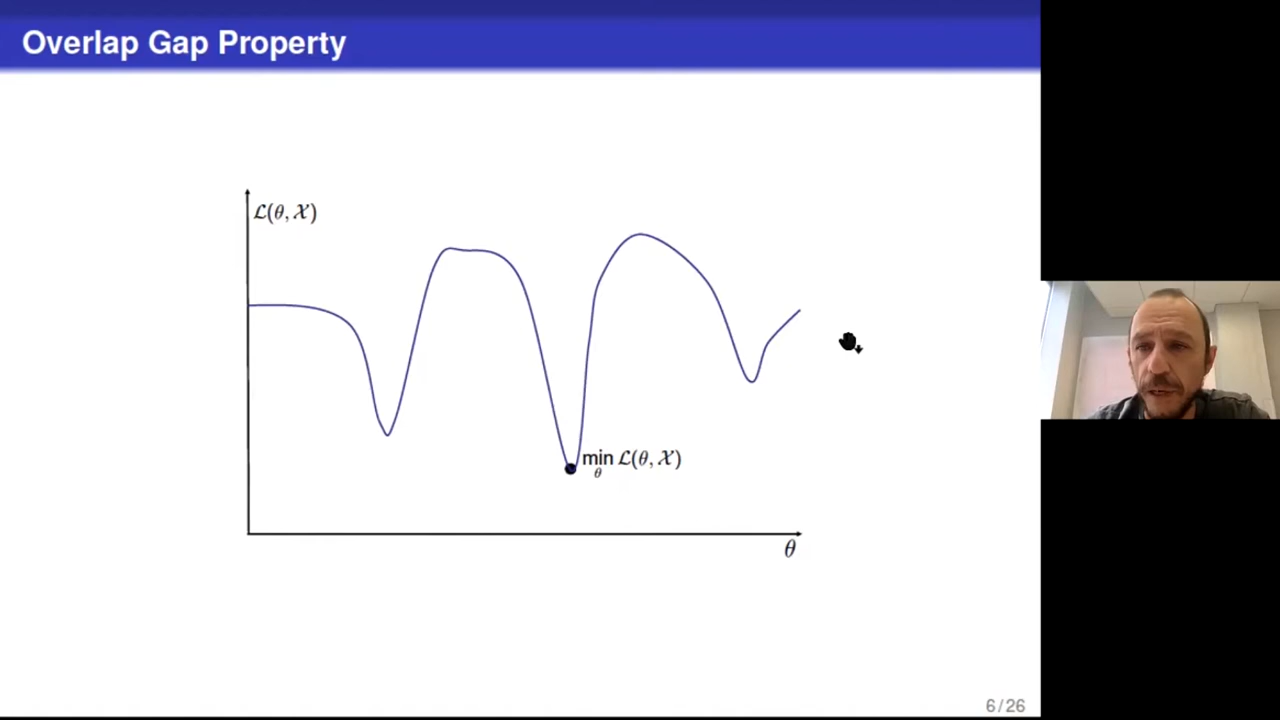 Overlap Gap Property
ℒ(θ, 𝒳)
min ℒ(θ, 𝒳)
θ
θ
6 / 26